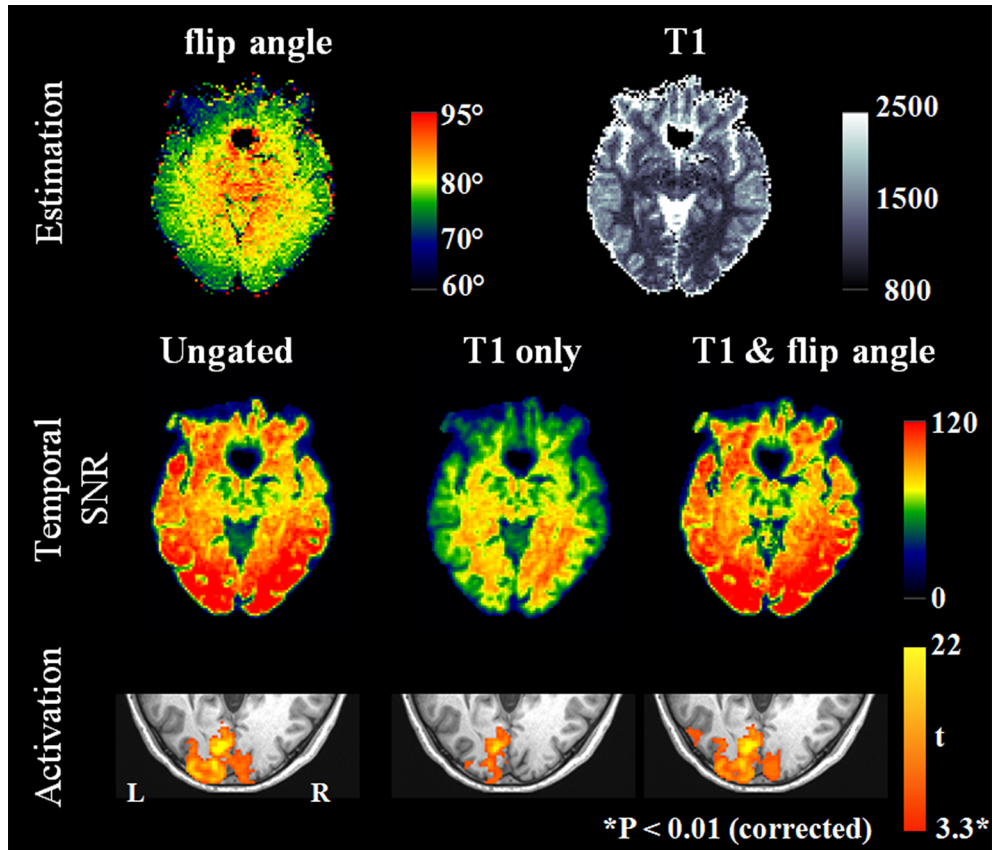 flip angle
T1
Estimation
95°
80°
70°
60°
2500
1500
800
Ungated
T1 only
T1 & flip angle
Temporal
SNR
120
0
Activation
L
R
22
t
3.3*
*P < 0.01 (corrected)